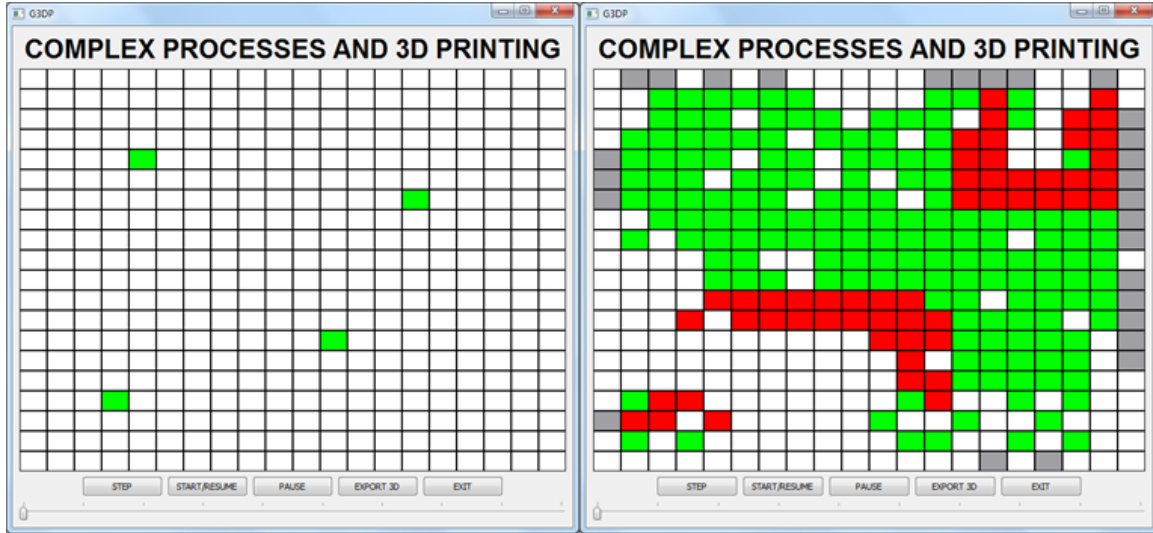 G3DP
COMPLEX PROCESSES AND 3D PRINTING
STEP
START/RESUME
PAUSE
EXPORT 3D
EXIT
G3DP
COMPLEX PROCESSES AND 3D PRINTING
STEP
START/RESUME
PAUSE
EXPORT 3D
EXIT